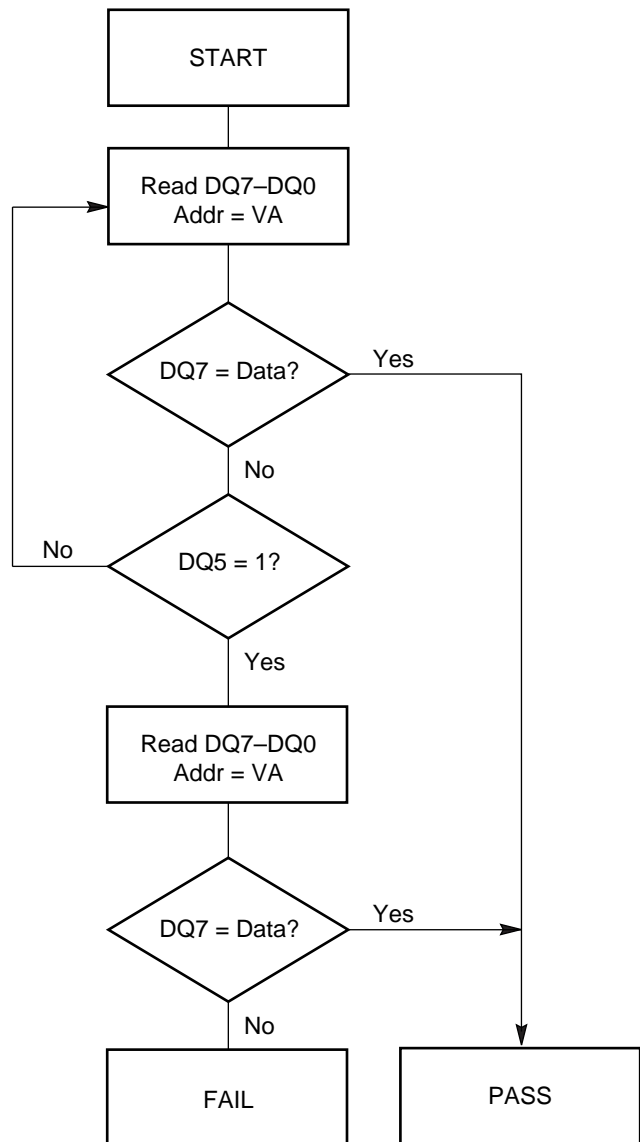 START
Read DQ7–DQ0
Addr = VA
DQ7 = Data?
Yes
No
No
DQ5 = 1?
Yes
Read DQ7–DQ0
Addr = VA
DQ7 = Data?
Yes
No
FAIL
PASS